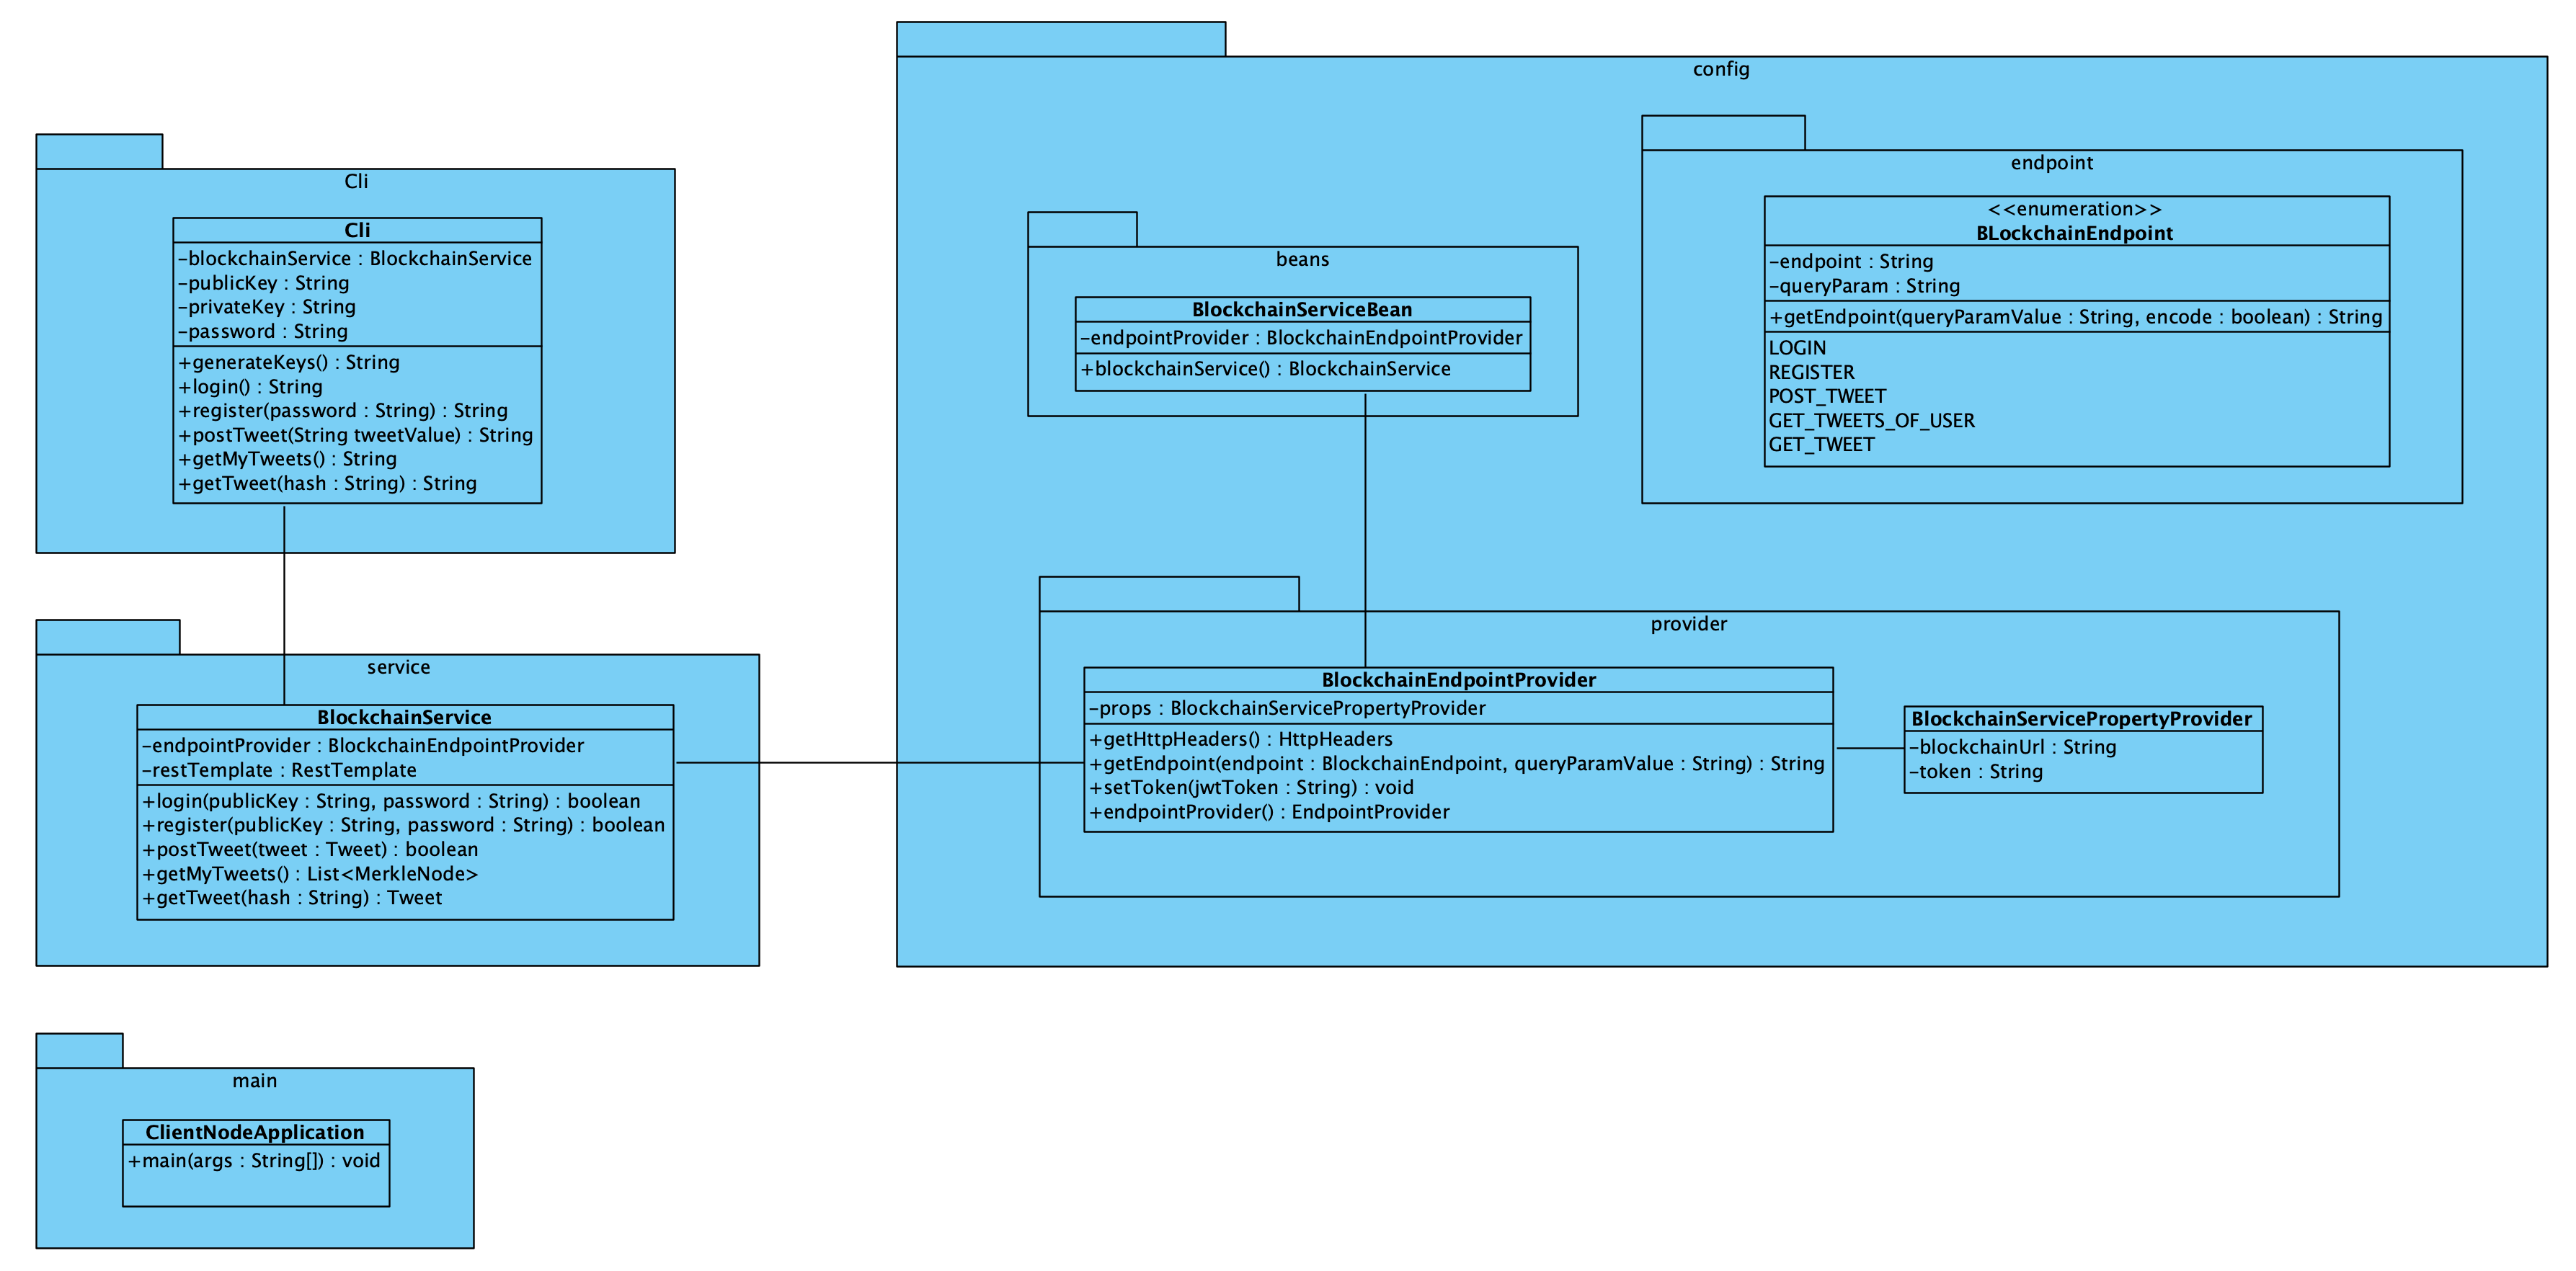 config
Cli
Cli
-blockchainService : BlockchainService
-publicKey : String
-privateKey : String
-password : String
+generateKeys() : String
+login() : String
+register(password : String) : String
+postTweet(String tweetValue) : String
+getMyTweets() : String
+getTweet(hash : String) : String
beans
BlockchainServiceBean
-endpointProvider : BlockchainEndpointProvider
+blockchainService() : BlockchainService
endpoint
<<enumeration>>
BLockchainEndpoint
-endpoint : String
-queryParam : String
+getEndpoint(queryParamValue : String, encode : boolean) : String
LOGIN
REGISTER
POST_TWEET
GET_TWEETS_OF_USER
GET_TWEET
service
BlockchainService
-endpointProvider : BlockchainEndpointProvider
-restTemplate : RestTemplate
+login(publicKey : String, password : String) : boolean
+register(publicKey : String, password : String) : boolean
+postTweet(tweet : Tweet) : boolean
+getMyTweets() : List<MerkleNode>
+getTweet(hash : String) : Tweet
provider
BlockchainEndpointProvider
-props : BlockchainServicePropertyProvider
+getHttpHeaders() : HttpHeaders
+getEndpoint(endpoint : BlockchainEndpoint, queryParamValue : String) : String
+setToken(jwtToken : String) : void
+endpointProvider() : EndpointProvider
BlockchainServicePropertyProvider
-blockchainUrl : String
-token : String
main
ClientNodeApplication
+main(args : String[]) : void